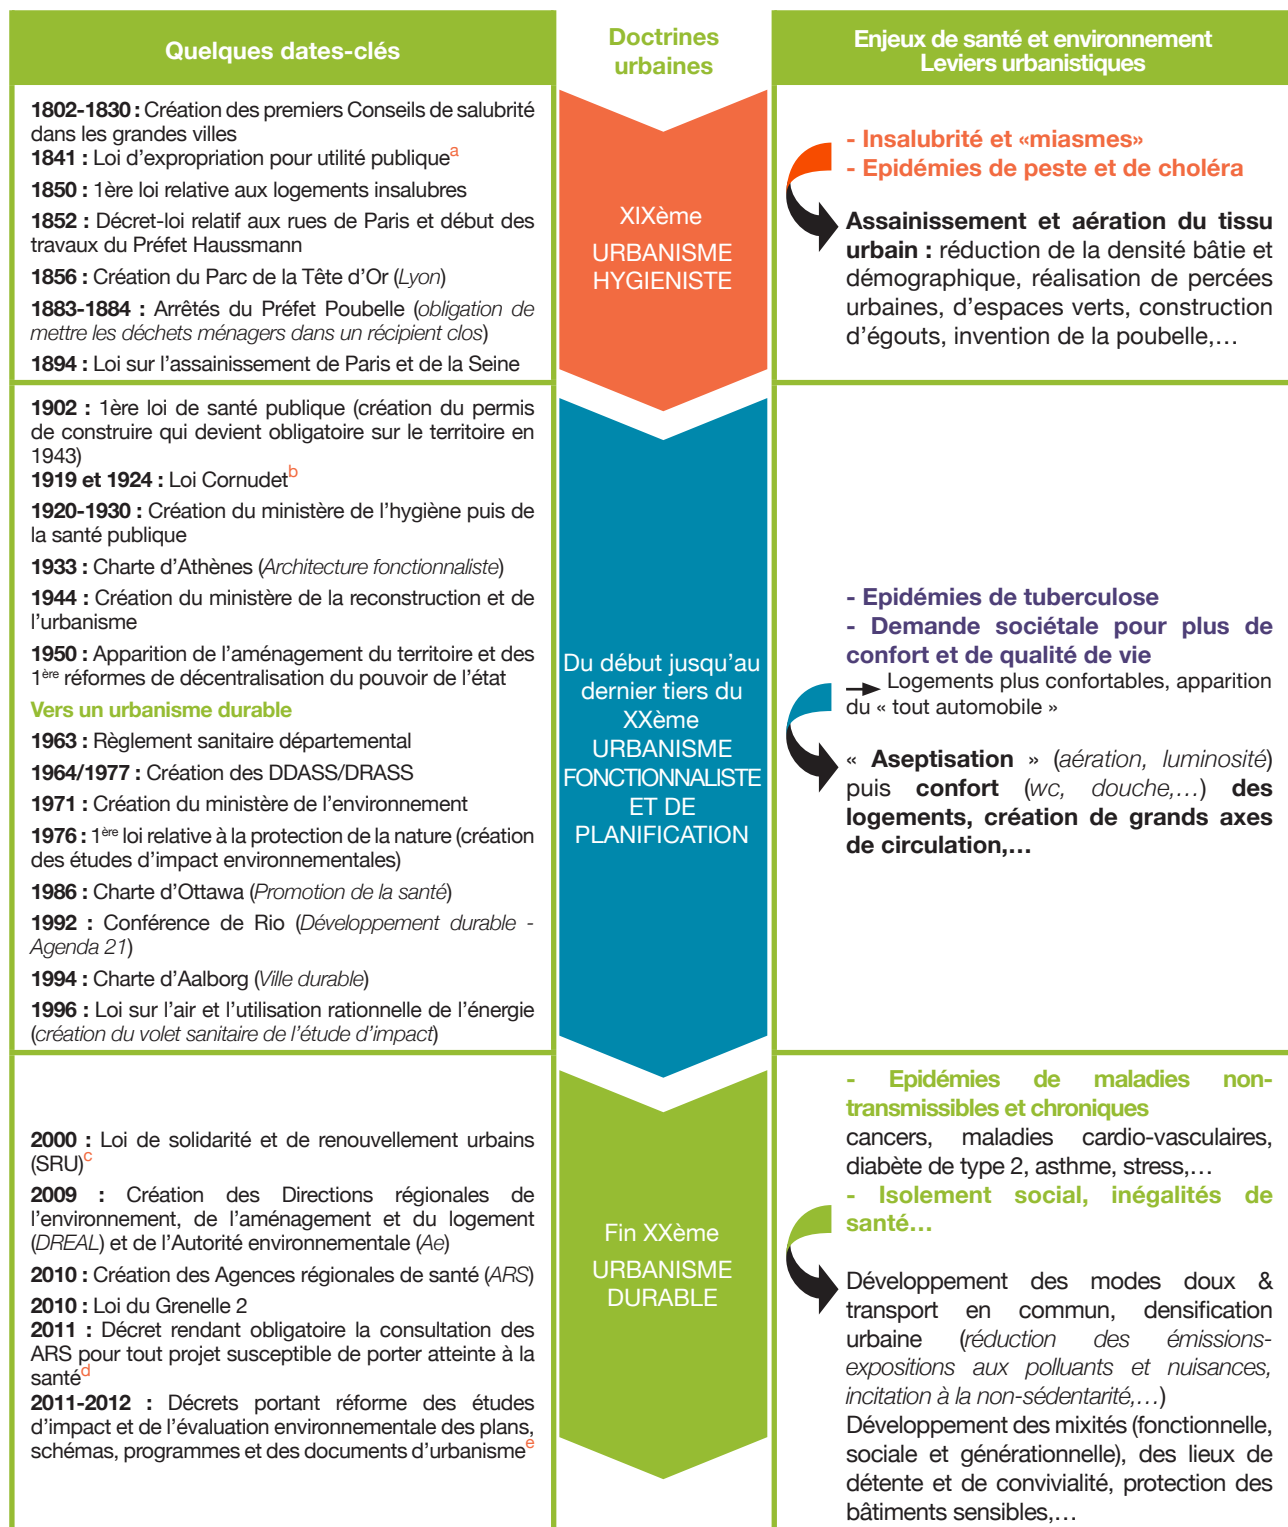 Quelques dates-clés
Doctrines
urbaines
Enjeux de santé et environnement
Leviers urbanistiques
1802-1830 : Création des premiers Conseils de salubrité
dans les grandes villes
1841 : Loi d'expropriation pour utilité publiqueᵃ
1850 : 1ère loi relative aux logements insalubres
1852 : Décret-loi relatif aux rues de Paris et début des
travaux du Préfet Haussmann
1856 : Création du Parc de la Tête d'Or (Lyon)
1883-1884 : Arrêtés du Préfet Poubelle (obligation de
mettre les déchets ménagers dans un récipient clos)
1894 : Loi sur l'assainissement de Paris et de la Seine
XIXème
URBANISME
HYGIENISTE
- Insalubrité et «miasmes»
- Epidémies de peste et de choléra
Assainissement et aération du tissu
urbain : réduction de la densité bâtie et
démographique, réalisation de percées
urbaines, d'espaces verts, construction
d'égouts, invention de la poubelle,…
1902 : 1ère loi de santé publique (création du permis
de construire qui devient obligatoire sur le territoire en
1943)
1919 et 1924 : Loi Cornudetᵇ
1920-1930 : Création du ministère de l'hygiène puis de
la santé publique
1933 : Charte d'Athènes (Architecture fonctionnaliste)
1944 : Création du ministère de la reconstruction et de
l'urbanisme
1950 : Apparition de l'aménagement du territoire et des
1ère réformes de décentralisation du pouvoir de l'état
Vers un urbanisme durable
1963 : Règlement sanitaire départemental
1964/1977 : Création des DDASS/DRASS
1971 : Création du ministère de l'environnement
1976 : 1ère loi relative à la protection de la nature (création
des études d'impact environnementales)
1986 : Charte d'Ottawa (Promotion de la santé)
1992 : Conférence de Rio (Développement durable -
Agenda 21)
1994 : Charte d'Aalborg (Ville durable)
1996 : Loi sur l'air et l'utilisation rationnelle de l'énergie
(création du volet sanitaire de l'étude d'impact)
Du début jusqu'au
dernier tiers du
XXème
URBANISME
FONCTIONNALISTE
ET DE
PLANIFICATION
- Epidémies de tuberculose
- Demande sociétale pour plus de
confort et de qualité de vie
Logements plus confortables, apparition
du « tout automobile »
« Aseptisation » (aération, luminosité)
puis confort (wc, douche,…) des
logements, création de grands axes
de circulation,…
2000 : Loi de solidarité et de renouvellement urbains
(SRU)ᶜ
2009 : Création des Directions régionales de
l'environnement, de l'aménagement et du logement
(DREAL) et de l'Autorité environnementale (Ae)
2010 : Création des Agences régionales de santé (ARS)
2010 : Loi du Grenelle 2
2011 : Décret rendant obligatoire la consultation des
ARS pour tout projet susceptible de porter atteinte à la
santéᵈ
2011-2012 : Décrets portant réforme des études
d'impact et de l'évaluation environnementale des plans,
schémas, programmes et des documents d'urbanismeᵉ
Fin XXème
URBANISME
DURABLE
- Epidémies de maladies non-
transmissibles et chroniques
cancers, maladies cardio-vasculaires,
diabète de type 2, asthme, stress,…
- Isolement social, inégalités de
santé…
Développement des modes doux &
transport en commun, densification
urbaine (réduction des émissions-
expositions aux polluants et nuisances,
incitation à la non-sédentarité,…)
Développement des mixités (fonctionnelle,
sociale et générationnelle), des lieux de
détente et de convivialité, protection des
bâtiments sensibles,…